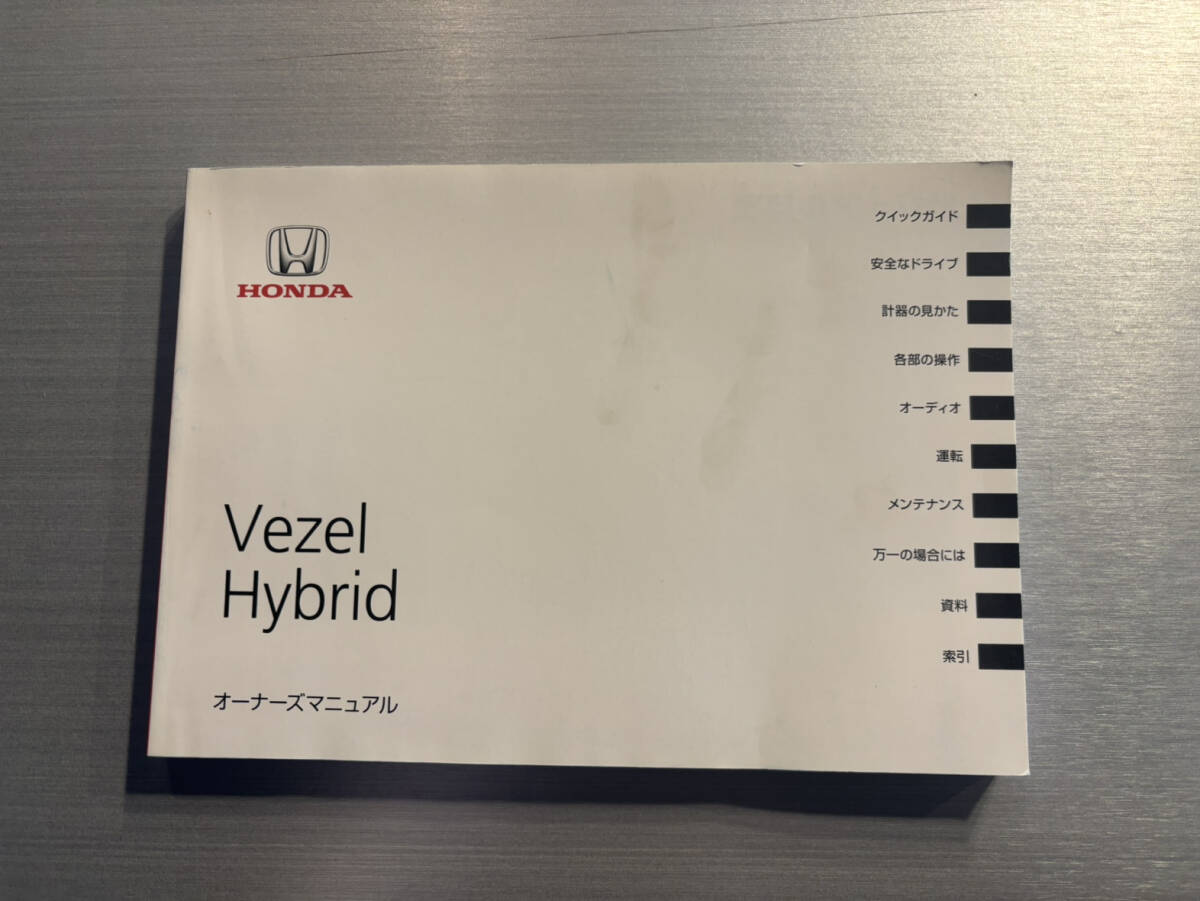 HONDA
Vezel
Hybrid
オーナーズマニュアル
クイックガイド
安全なドライブ
計器の見かた
各部の操作
オーディオ
運転
メンテナンス
万一の場合には
資料
索引